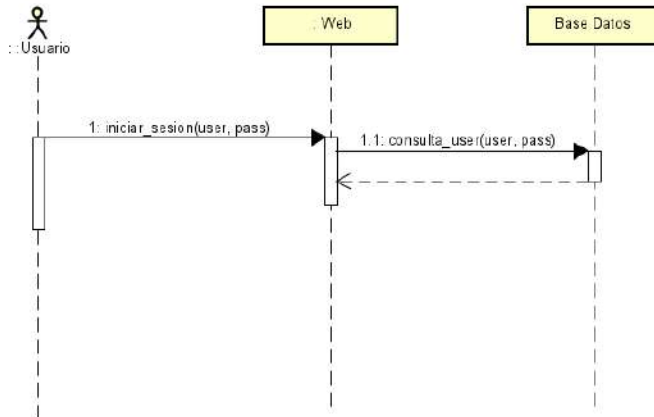 : Web
Base Datos
: :Usuario
1: iniciar_sesion(user, pass)
1.1: consulta_user(user, pass)